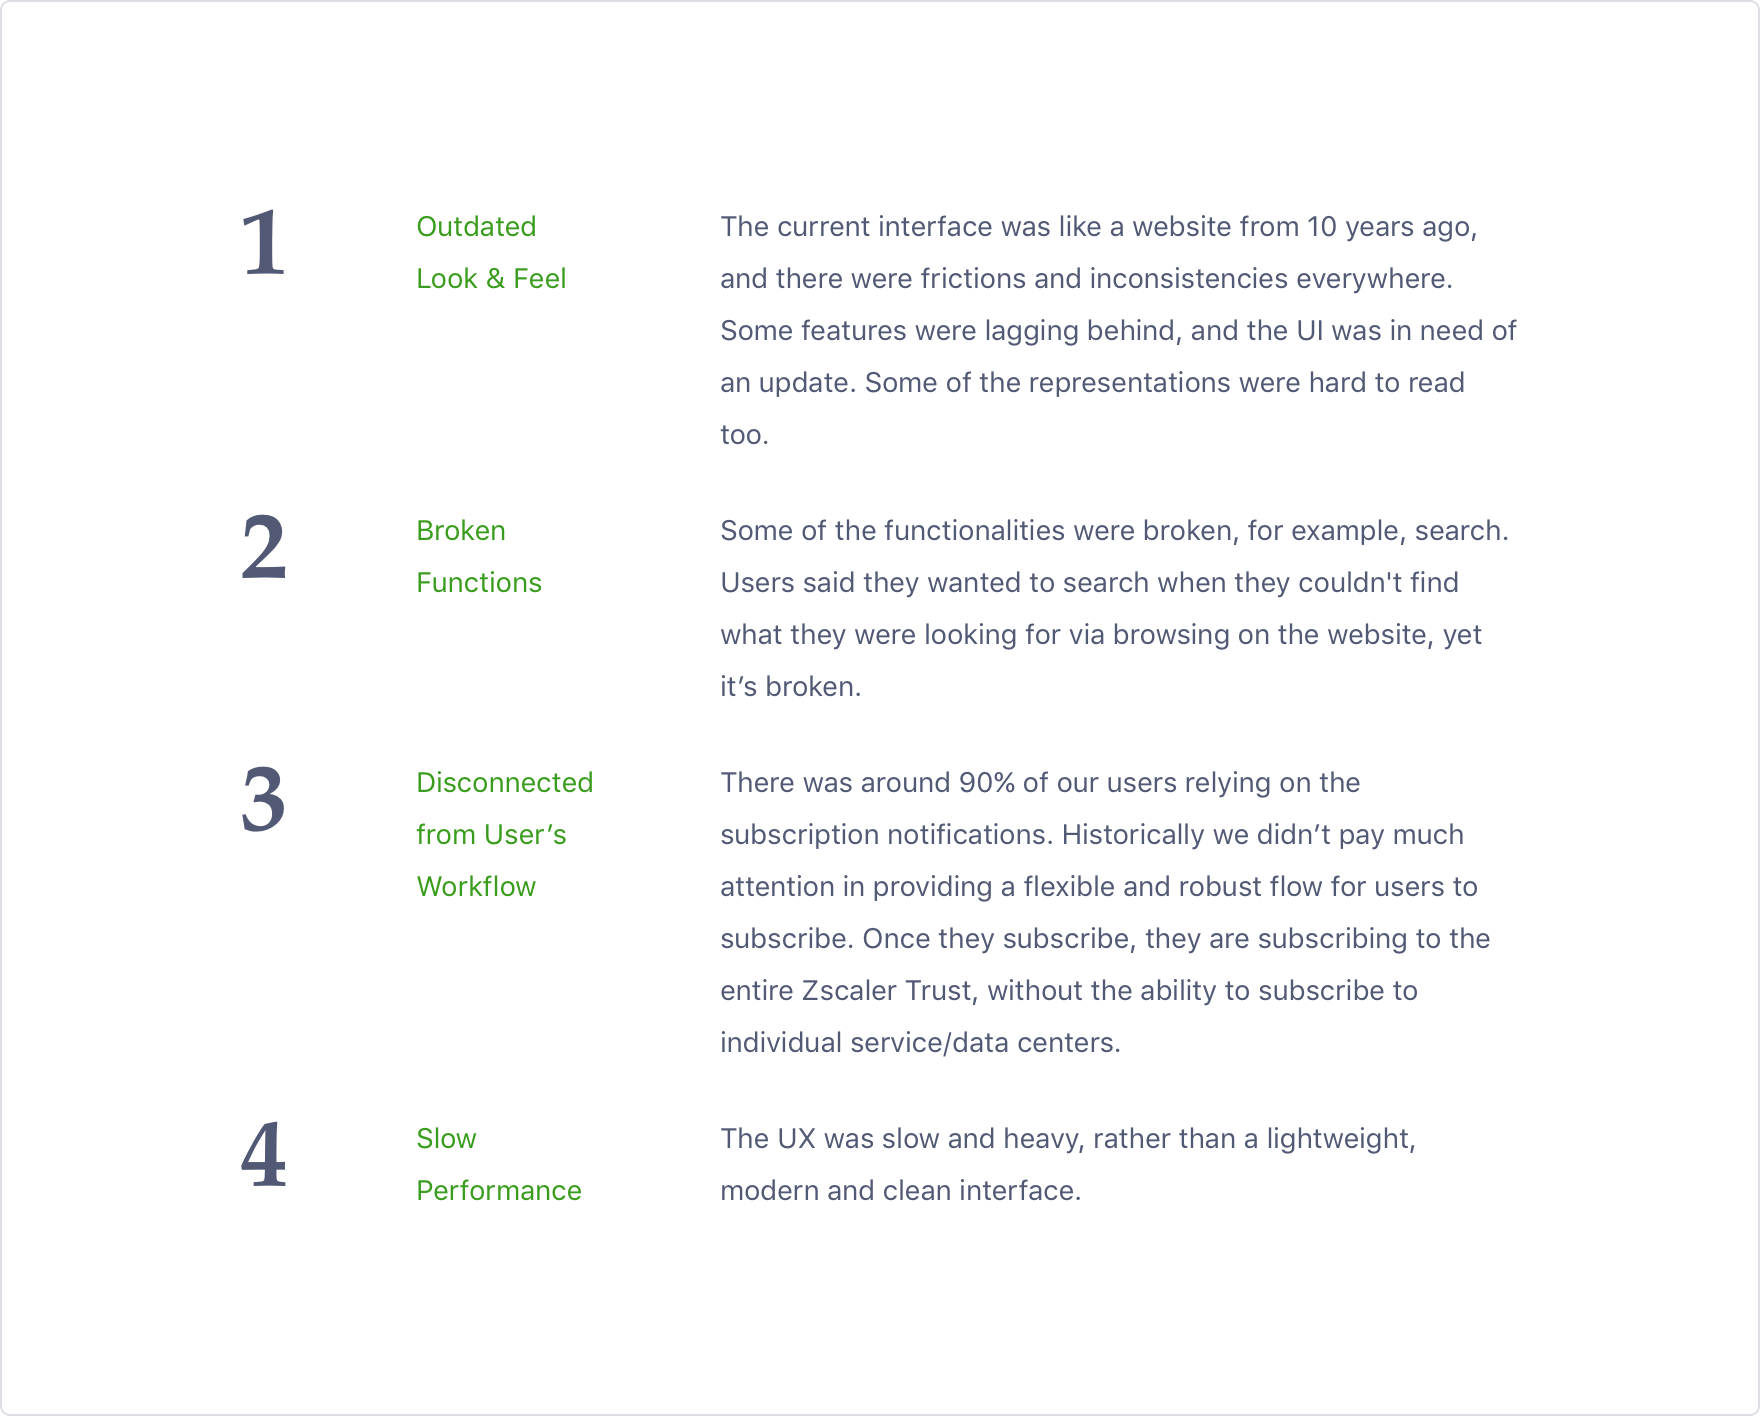 1
Outdated
Look & Feel
The current interface was like a website from 10 years ago,
and there were frictions and inconsistencies everywhere.
Some features were lagging behind, and the UI was in need of
an update. Some of the representations were hard to read
too.
2
Broken
Functions
Some of the functionalities were broken, for example, search.
Users said they wanted to search when they couldn't find
what they were looking for via browsing on the website, yet
it’s broken.
3
Disconnected
from User’s
Workflow
There was around 90% of our users relying on the
subscription notifications. Historically we didn’t pay much
attention in providing a flexible and robust flow for users to
subscribe. Once they subscribe, they are subscribing to the
entire Zscaler Trust, without the ability to subscribe to
individual service/data centers.
4
Slow
Performance
The UX was slow and heavy, rather than a lightweight,
modern and clean interface.